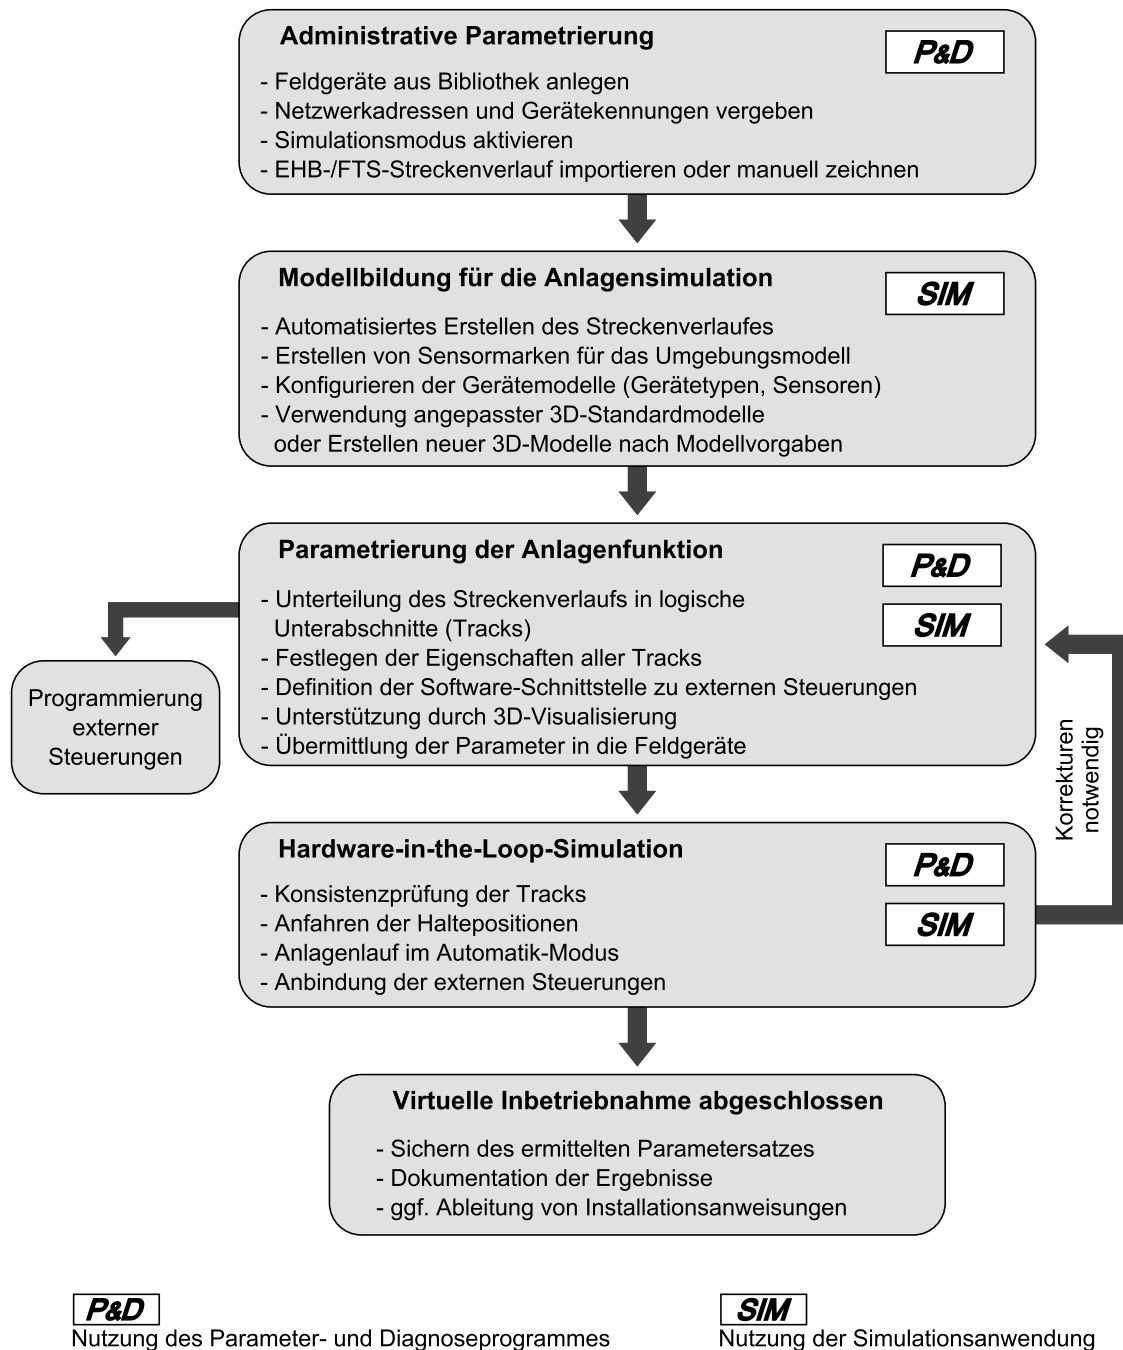 Administrative Parametrierung
P&D
- Feldgeräte aus Bibliothek anlegen
- Netzwerkadressen und Gerätekennungen vergeben
- Simulationsmodus aktivieren
- EHB-/FTS-Streckenverlauf importieren oder manuell zeichnen
Modellbildung für die Anlagensimulation
SIM
- Automatisiertes Erstellen des Streckenverlaufes
- Erstellen von Sensormarken für das Umgebungsmodell
- Konfigurieren der Gerätemodelle (Gerätetypen, Sensoren)
- Verwendung angepasster 3D-Standardmodelle
oder Erstellen neuer 3D-Modelle nach Modellvorgaben
Parametrierung der Anlagenfunktion
P&D
SIM
- Unterteilung des Streckenverlaufs in logische
Unterabschnitte (Tracks)
- Festlegen der Eigenschaften aller Tracks
- Definition der Software-Schnittstelle zu externen Steuerungen
- Unterstützung durch 3D-Visualisierung
- Übermittlung der Parameter in die Feldgeräte
Programmierung
externer
Steuerungen
Korrekturen
notwendig
Hardware-in-the-Loop-Simulation
P&D
SIM
- Konsistenzprüfung der Tracks
- Anfahren der Haltepositionen
- Anlagenlauf im Automatik-Modus
- Anbindung der externen Steuerungen
Virtuelle Inbetriebnahme abgeschlossen
- Sichern des ermittelten Parametersatzes
- Dokumentation der Ergebnisse
- ggf. Ableitung von Installationsanweisungen
P&D
Nutzung des Parameter- und Diagnoseprogrammes
SIM
Nutzung der Simulationsanwendung